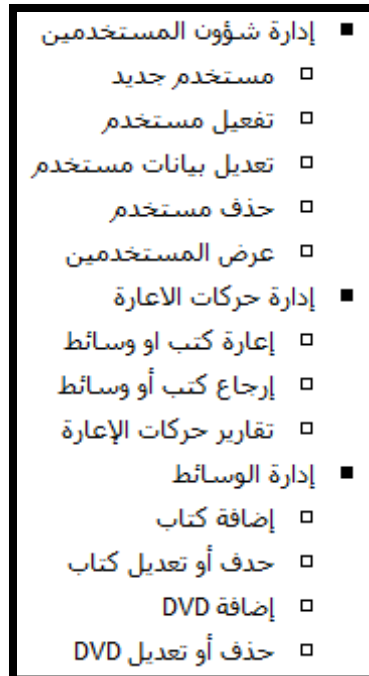 إدارة شؤون المستخدمين
مستخدم جديد
تفعيل مستخدم
تعديل بيانات مستخدم
حذف مستخدم
عرض المستخدمين
إدارة حركات الاعارة
إعارة كتب او وسائط
إرجاع كتب أو وسائط
تقارير حركات الإعارة
إدارة الوسائط
إضافة كتاب
حدف أو تعديل كتاب
إضافة DVD
حذف أو تعديل DVD